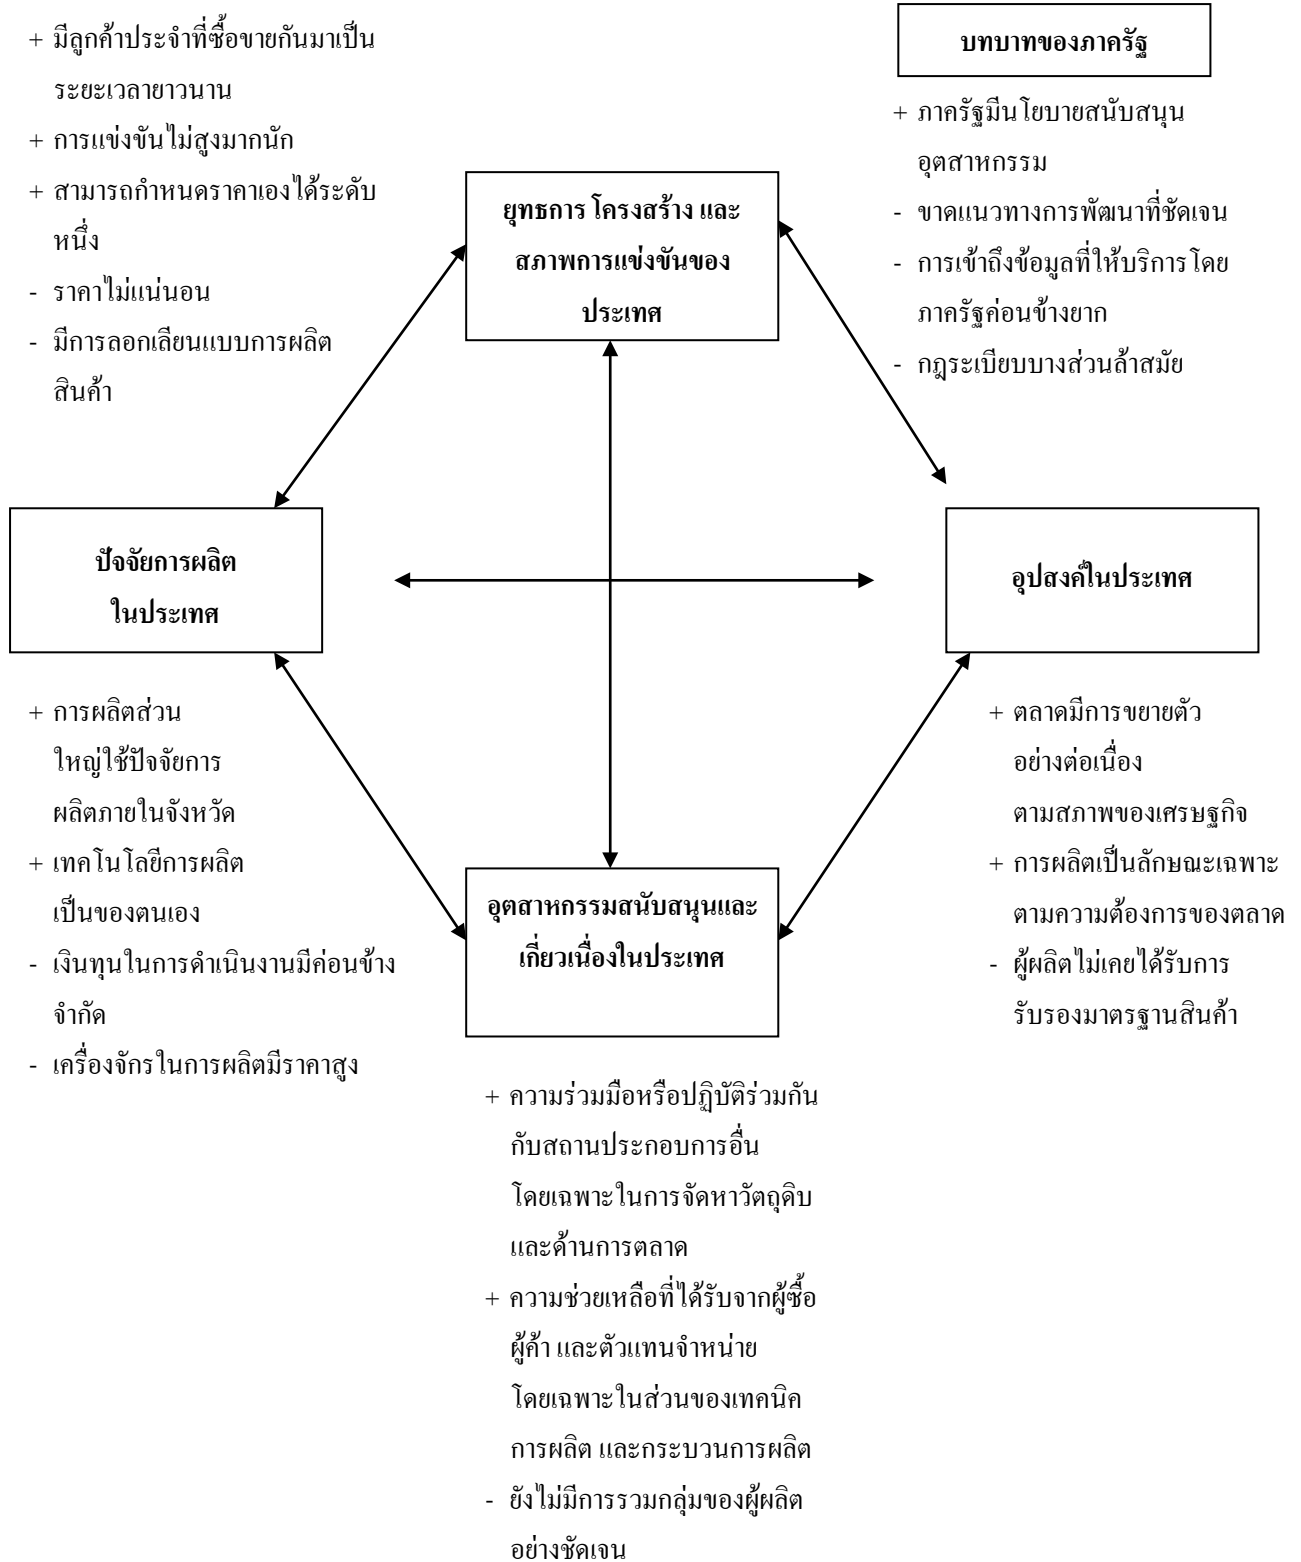 + มีลูกค้าประจำที่ซื้อขายกันมาเป็น
ระยะเวลายาวนาน
+ การแข่งขันไม่สูงมากนัก
+ สามารถกำหนดราคาเองได้ระดับ
หนึ่ง
- ราคาไม่แน่นอน
- มีการลอกเลียนแบบการผลิต
สินค้า
บทบาทของภาครัฐ
+ ภาครัฐมีนโยบายสนับสนุน
อุตสาหกรรม
- ขาดแนวทางการพัฒนาที่ชัดเจน
- การเข้าถึงข้อมูลที่ให้บริการโดย
ภาครัฐค่อนข้างยาก
- กฎระเบียบบางส่วนล้าสมัย
ยุทธการ โครงสร้าง และ
สภาพการแข่งขันของ
ประเทศ
ปัจจัยการผลิต
ในประเทศ
อุปสงค์ในประเทศ
+ การผลิตส่วน
ใหญ่ใช้ปัจจัยการ
ผลิตภายในจังหวัด
+ เทคโนโลยีการผลิต
เป็นของตนเอง
- เงินทุนในการดำเนินงานมีค่อนข้าง
จำกัด
- เครื่องจักรในการผลิตมีราคาสูง
อุตสาหกรรมสนับสนุนและ
เกี่ยวเนื่องในประเทศ
+ ตลาดมีการขยายตัว
อย่างต่อเนื่อง
ตามสภาพของเศรษฐกิจ
+ การผลิตเป็นลักษณะเฉพาะ
ตามความต้องการของตลาด
- ผู้ผลิตไม่เคยได้รับการ
รับรองมาตรฐานสินค้า
+ ความร่วมมือหรือปฏิบัติร่วมกัน
กับสถานประกอบการอื่น
โดยเฉพาะในการจัดหาวัตถุดิบ
และด้านการตลาด
+ ความช่วยเหลือที่ได้รับจากผู้ซื้อ
ผู้ค้า และตัวแทนจำหน่าย
โดยเฉพาะในส่วนของเทคนิค
การผลิต และกระบวนการผลิต
- ยังไม่มีการรวมกลุ่มของผู้ผลิต
อย่างชัดเจน